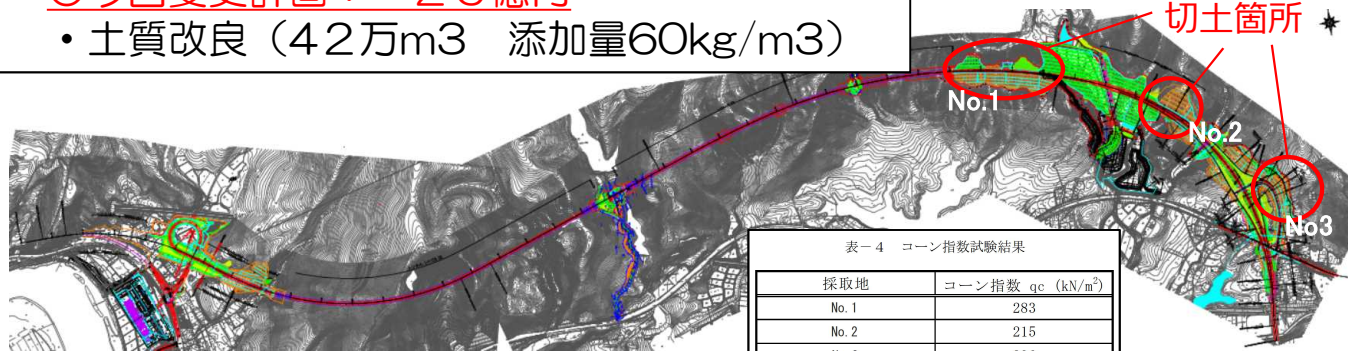 ・土質改良（４２万m3　添加量60kg/m3）
切土箇所
No.1
No.2
No3
表－4　コーン指数試験結果
採取地　コーン指数 qc (kN/m²)
No. 1　283
No. 2　215